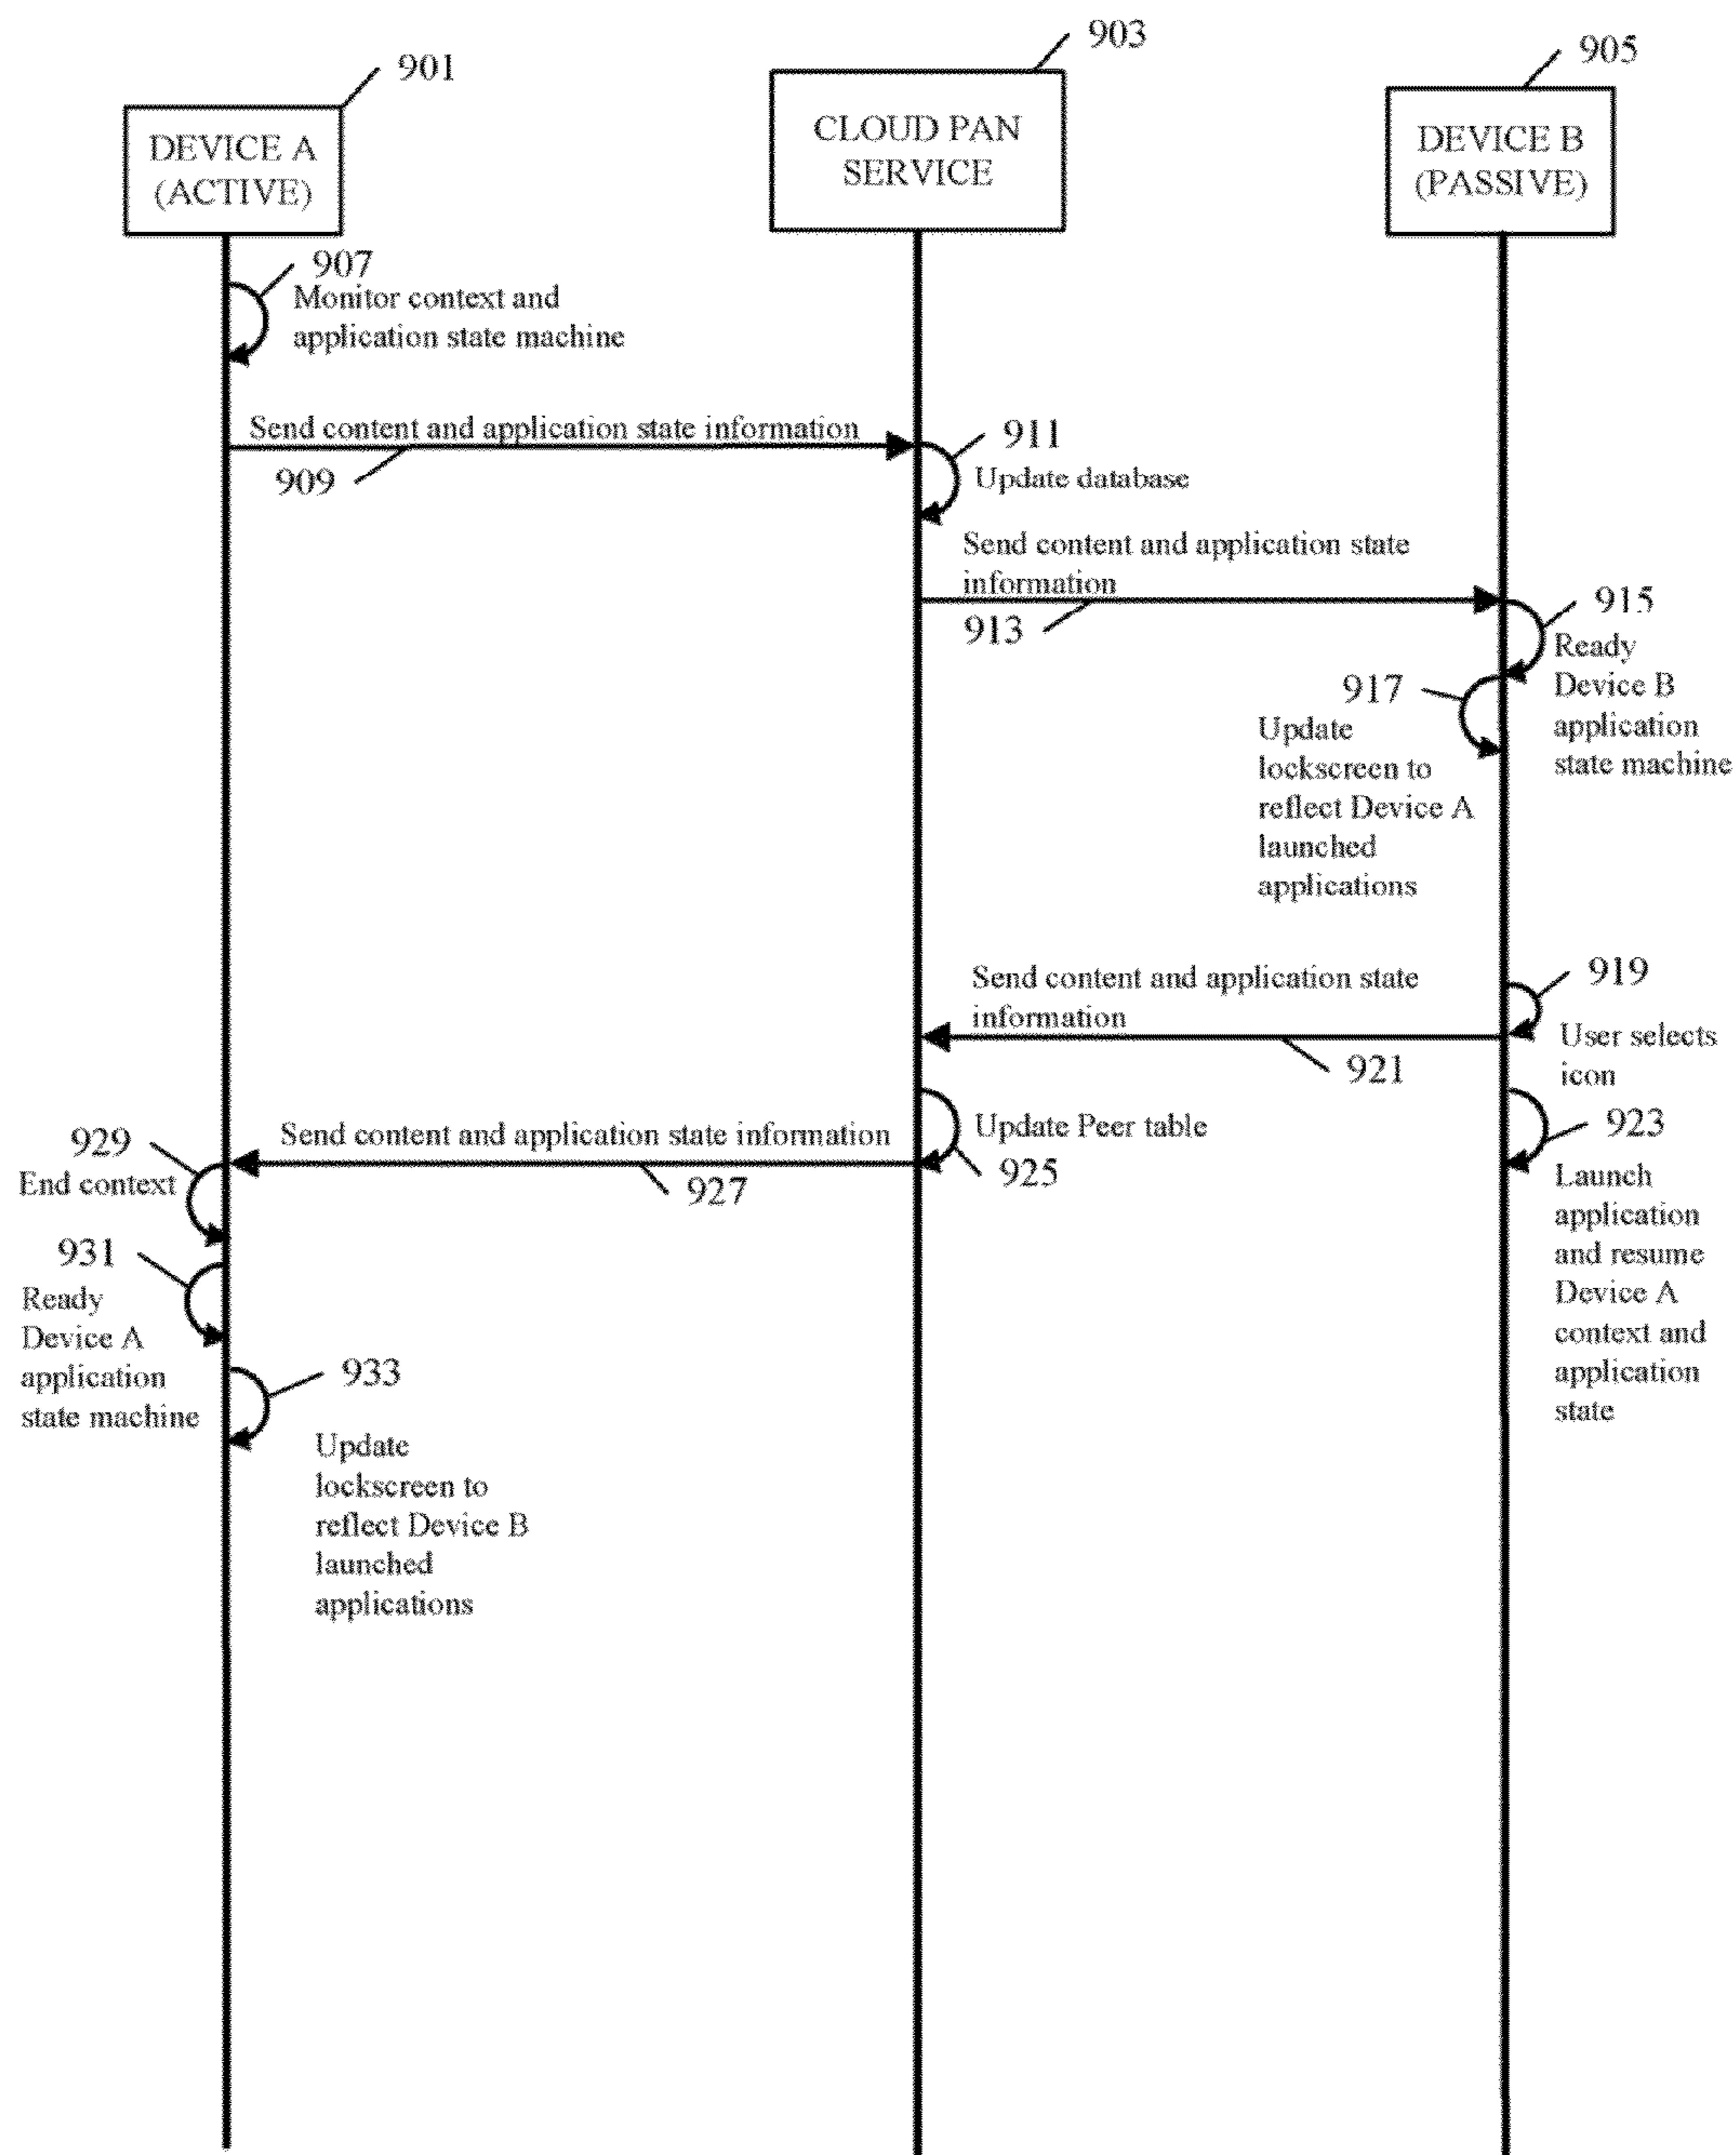 901
903
905
DEVICE A
(ACTIVE)
CLOUD PAN
SERVICE
DEVICE B
(PASSIVE)
907
Monitor context and
application state machine
Send content and application state information
909
911
Update database
Send content and application state
information
913
915
Ready
Device B
application
state machine
917
Update
lockscreen to
reflect Device A
launched
applications
919
User selects
icon
Send content and application state
information
921
923
Launch
application
and resume
Device A
context and
application
state
Update Peer table
925
Send content and application state information
927
929
End context
931
Ready
Device A
application
state machine
933
Update
lockscreen to
reflect Device B
launched
applications